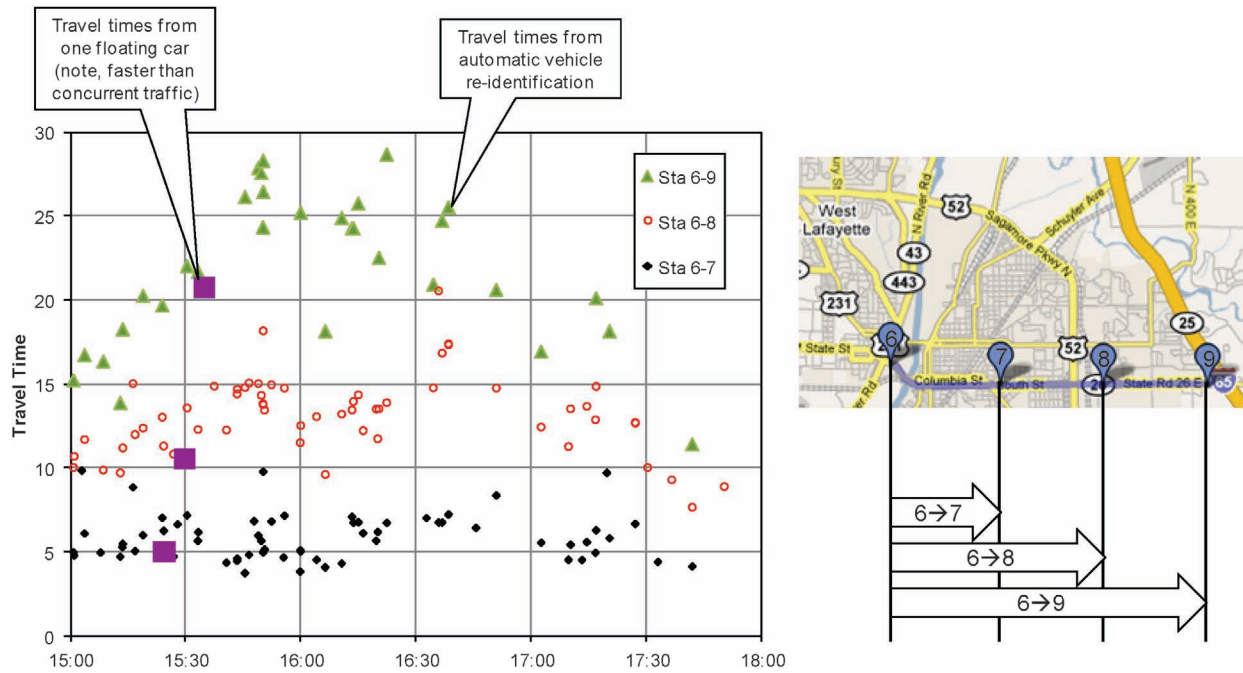 Travel times from
one floating car
(note, faster than
concurrent traffic)
Travel times from
automatic vehicle
re-identification
30
25
20
15
10
5
0
Travel Time
Sta 6-9
Sta 6-8
Sta 6-7
15:00
15:30
16:00
16:30
17:00
17:30
18:00
West
Lafayette
N River Rd
52
Sagamore Pkwy N
Schuyler Ave
N 400 E
43
443
231
25
6
7
52
8
9
State St
Columbia St
South St
State Rd 26 E
65
6→7
6→8
6→9